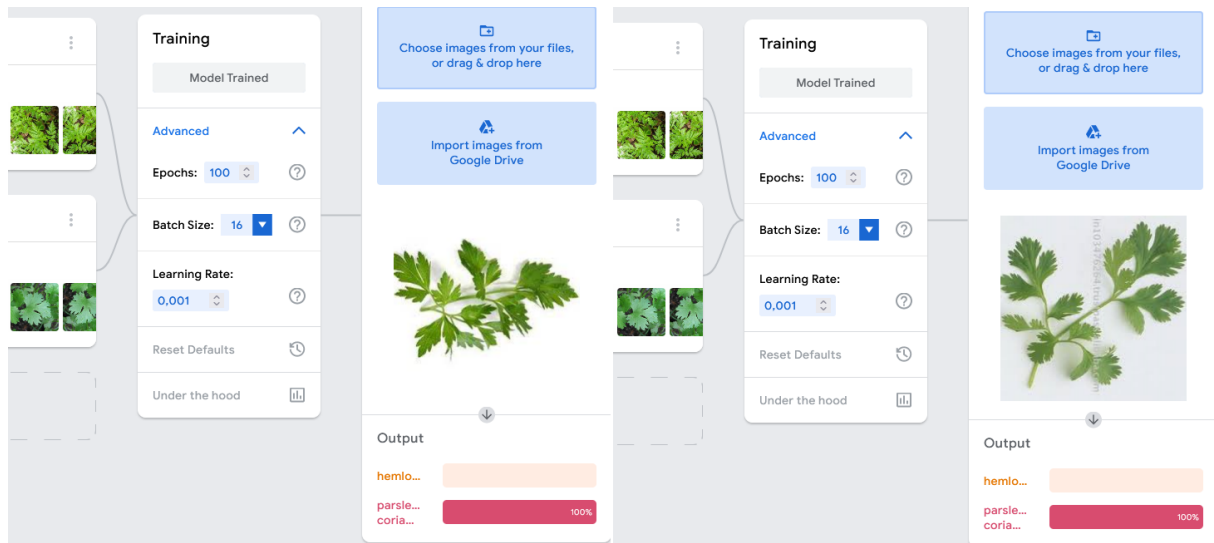 Training
Model Trained
Advanced
Epochs: 100
Batch Size: 16
Learning Rate:
0,001
Reset Defaults
Under the hood
Choose images from your files,
or drag & drop here
Import images from
Google Drive
Output
hemlo...
parsle...
coria...
100%
Training
Model Trained
Advanced
Epochs: 100
Batch Size: 16
Learning Rate:
0,001
Reset Defaults
Under the hood
Choose images from your files,
or drag & drop here
Import images from
Google Drive
Output
hemlo...
parsle...
coria...
100%